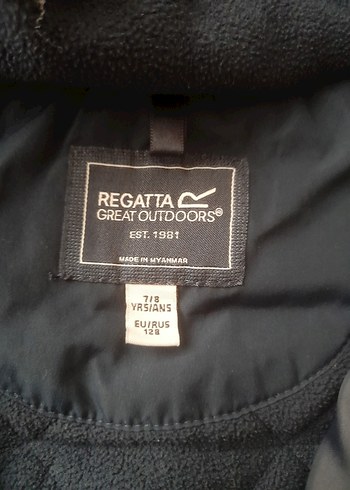 REGATTA
GREAT OUTDOORS®
EST. 1981
MADE IN MYANMAR
7/8
YRS/ANS
EU/RUS
128